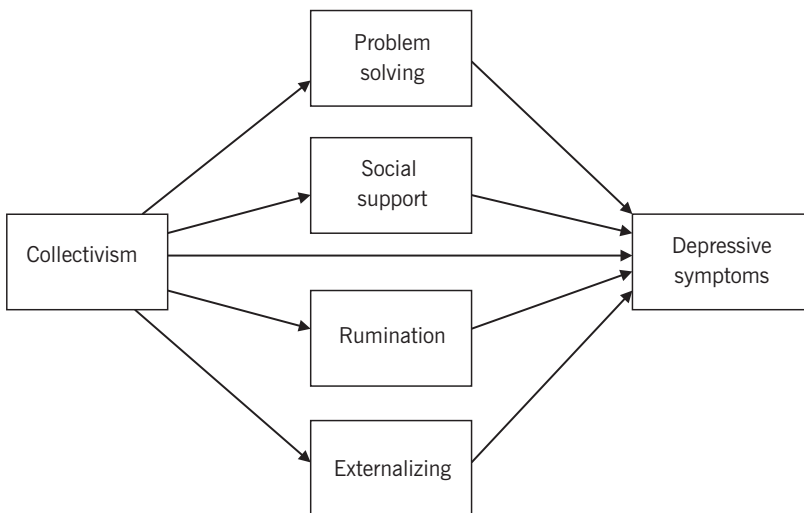 Problem
solving
Social
support
Collectivism
Depressive
symptoms
Rumination
Externalizing